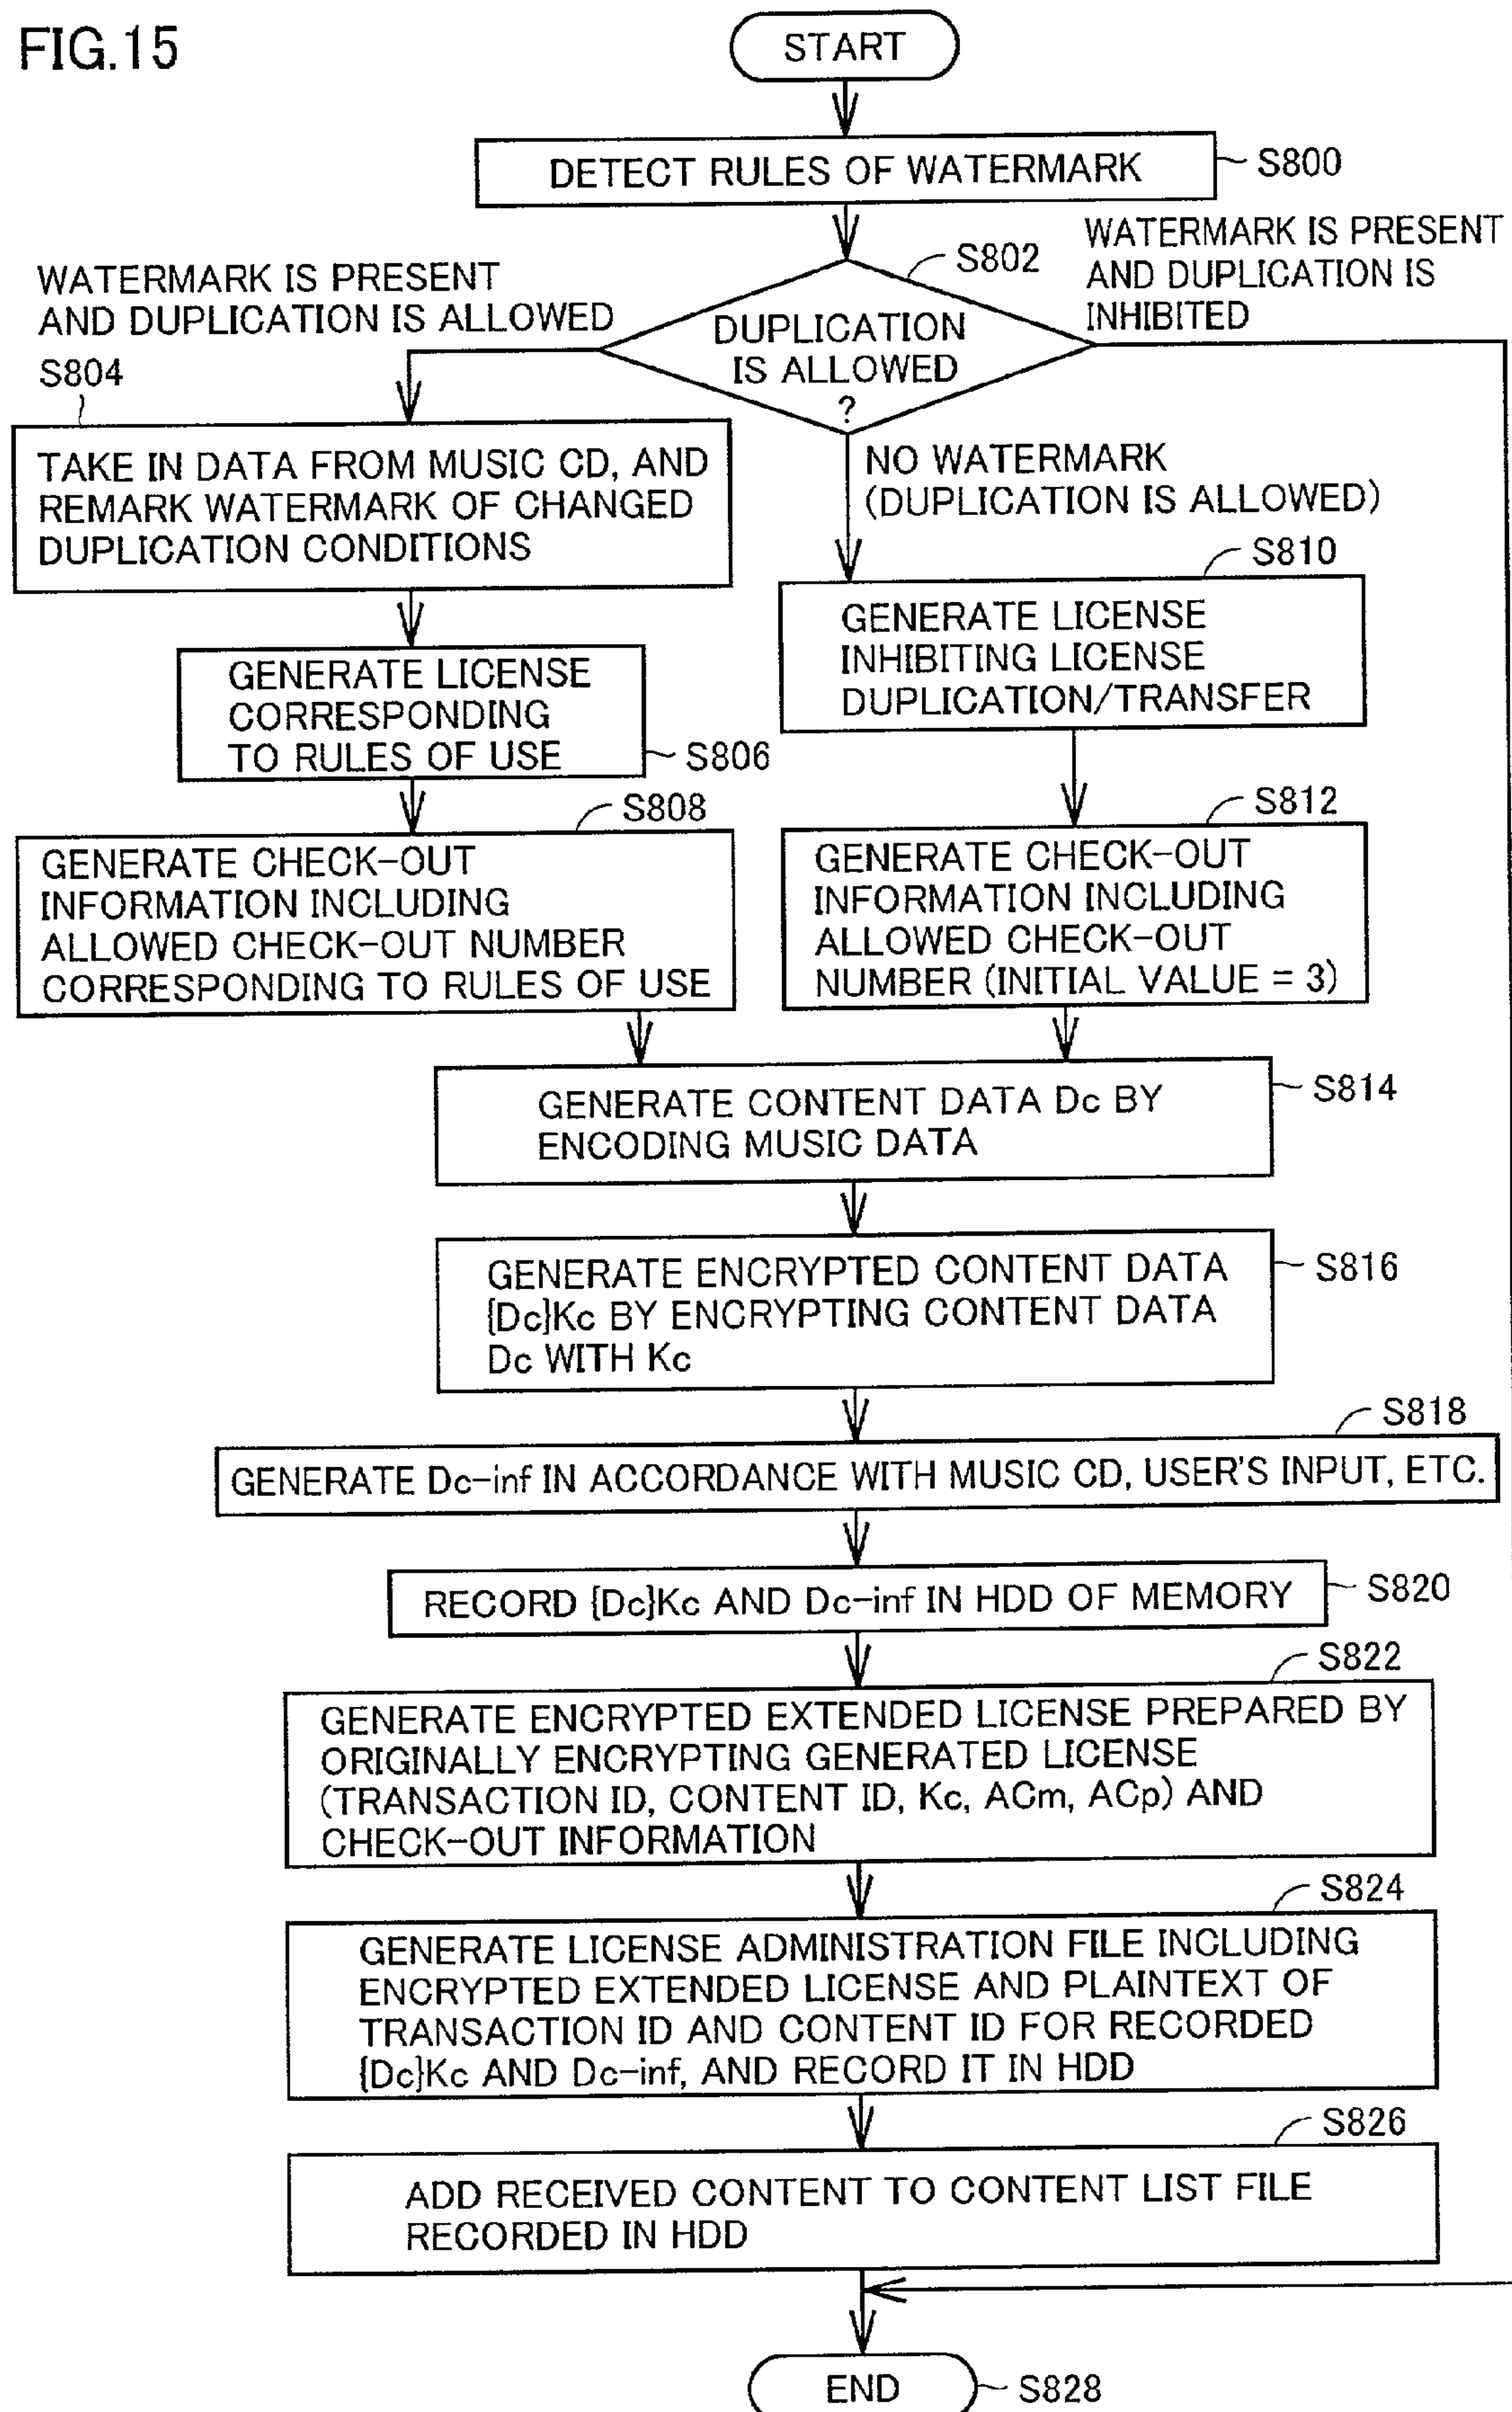 FIG.15
START
DETECT RULES OF WATERMARK
S800
S802
WATERMARK IS PRESENT
AND DUPLICATION IS
INHIBITED
WATERMARK IS PRESENT
AND DUPLICATION IS ALLOWED
DUPLICATION
IS ALLOWED
?
S804
TAKE IN DATA FROM MUSIC CD, AND
REMARK WATERMARK OF CHANGED
DUPLICATION CONDITIONS
NO WATERMARK
(DUPLICATION IS ALLOWED)
S810
GENERATE LICENSE
INHIBITING LICENSE
DUPLICATION/TRANSFER
GENERATE LICENSE
CORRESPONDING
TO RULES OF USE
S806
S808
GENERATE CHECK-OUT
INFORMATION INCLUDING
ALLOWED CHECK-OUT NUMBER
CORRESPONDING TO RULES OF USE
S812
GENERATE CHECK-OUT
INFORMATION INCLUDING
ALLOWED CHECK-OUT
NUMBER (INITIAL VALUE = 3)
GENERATE CONTENT DATA Dc BY
ENCODING MUSIC DATA
S814
GENERATE ENCRYPTED CONTENT DATA
{Dc}Kc BY ENCRYPTING CONTENT DATA
Dc WITH Kc
S816
S818
GENERATE Dc-inf IN ACCORDANCE WITH MUSIC CD, USER'S INPUT, ETC.
RECORD {Dc}Kc AND Dc-inf IN HDD OF MEMORY
S820
S822
GENERATE ENCRYPTED EXTENDED LICENSE PREPARED BY
ORIGINALLY ENCRYPTING GENERATED LICENSE
(TRANSACTION ID, CONTENT ID, Kc, ACm, ACp) AND
CHECK-OUT INFORMATION
S824
GENERATE LICENSE ADMINISTRATION FILE INCLUDING
ENCRYPTED EXTENDED LICENSE AND PLAINTEXT OF
TRANSACTION ID AND CONTENT ID FOR RECORDED
{Dc}Kc AND Dc-inf, AND RECORD IT IN HDD
S826
ADD RECEIVED CONTENT TO CONTENT LIST FILE
RECORDED IN HDD
END
S828